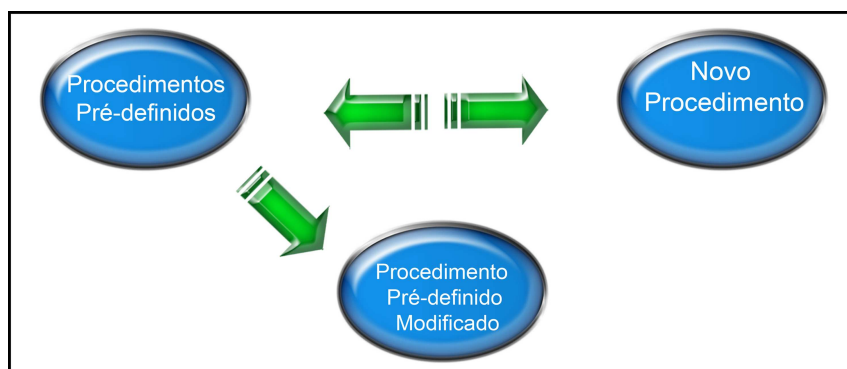 Procedimentos
Pré-definidos
Novo
Procedimento
Procedimento
Pré-definido
Modificado